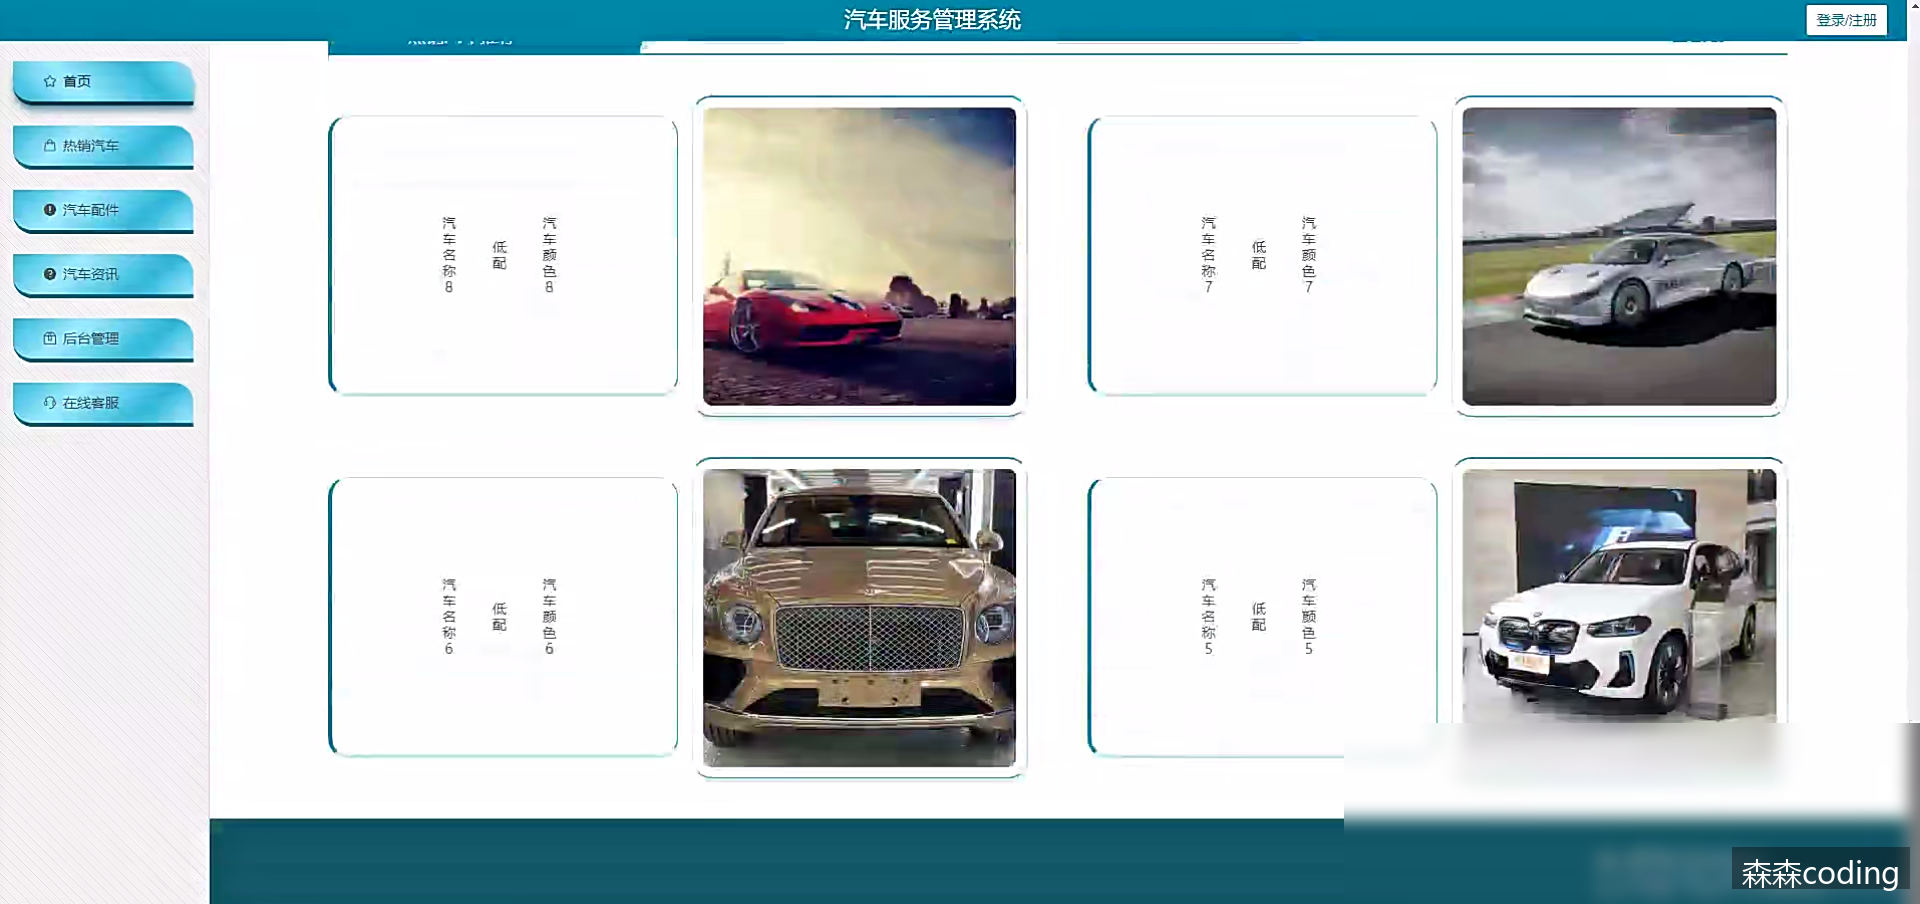 汽车服务管理系统
登录/注册
首页
热销汽车
汽车配件
汽车资讯
后台管理
在线客服
汽车名称8
低配
汽车颜色8
汽车名称7
低配
汽车颜色7
汽车名称6
低配
汽车颜色6
汽车名称5
低配
汽车颜色5
森森coding